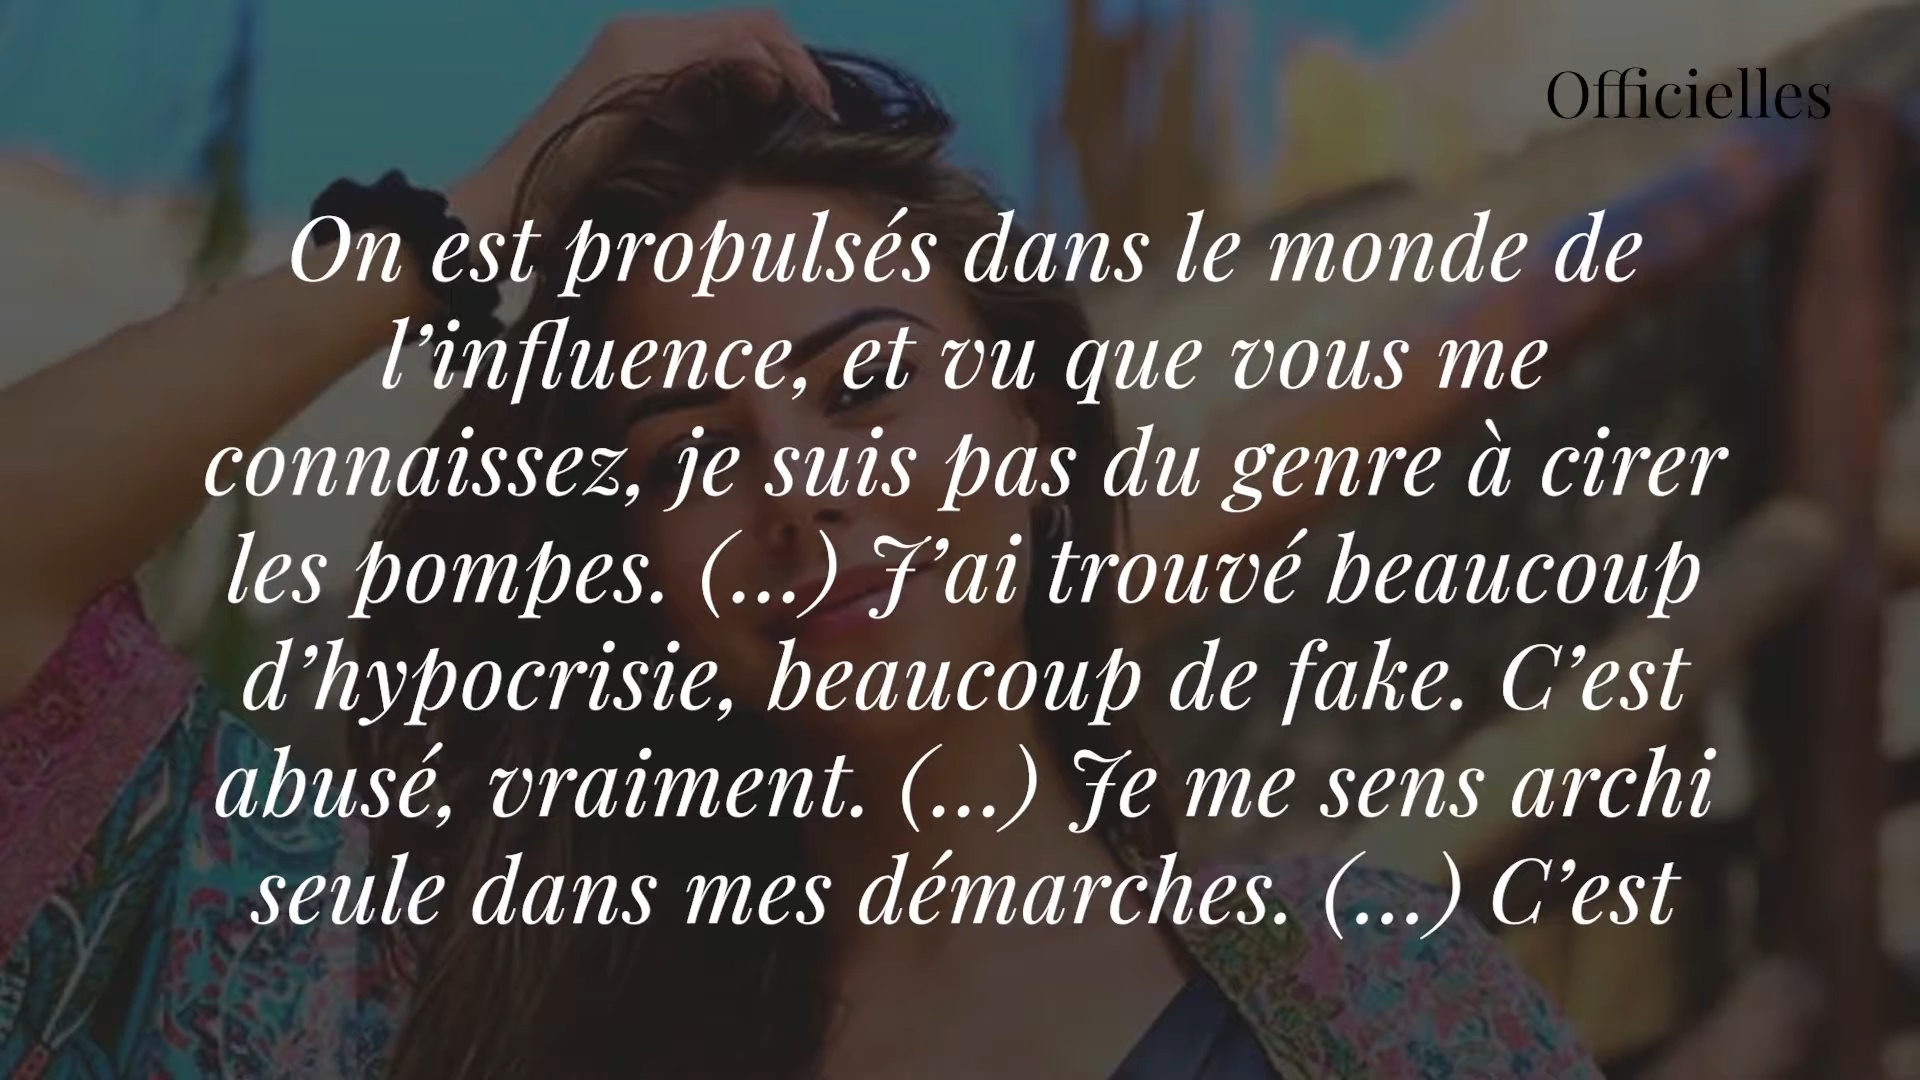 Officielles
On est propulsés dans le monde de
l’influence, et vu que vous me
connaissez, je suis pas du genre à cirer
les pompes. (...) J’ai trouvé beaucoup
d’hypocrisie, beaucoup de fake. C’est
abusé, vraiment. (...) Je me sens archi
seule dans mes démarches. (...) C’est